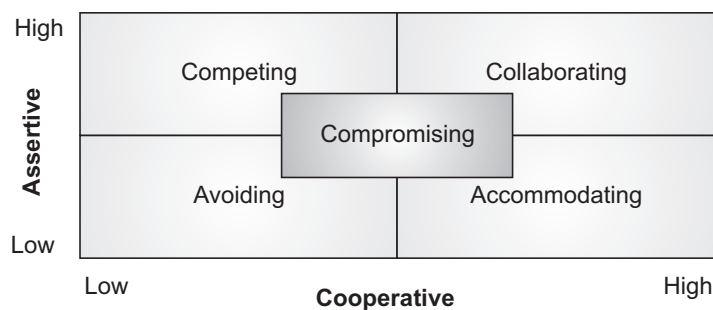 High
Competing
Collaborating
Assertive
Compromising
Avoiding
Accommodating
Low
Low
Cooperative
High